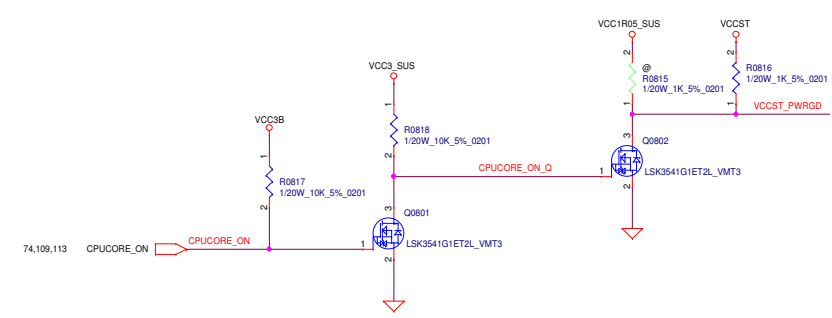 VCC1R05_SUS
VCCST
2
2
@
R0815
1/20W_1K_5%_0201
R0816
1/20W_1K_5%_0201
1
1
VCCST_PWRGD
VCC3_SUS
1
R0818
1/20W_10K_5%_0201
2
VCC3B
1
R0817
1/20W_10K_5%_0201
2
CPUCORE_ON_Q
1
3
Q0802
LSK3541G1ET2L_VMT3
2
3
Q0801
LSK3541G1ET2L_VMT3
1
2
74,109,113
CPUCORE_ON
CPUCORE_ON